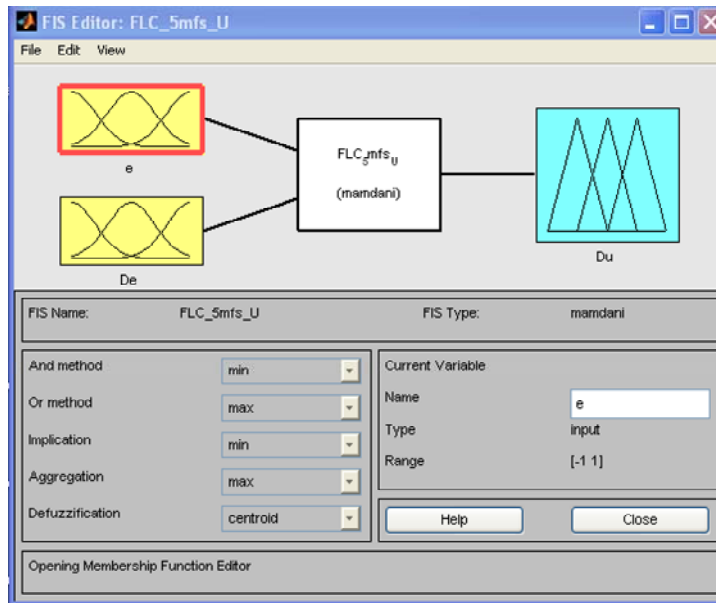 FIS Editor: FLC_5mfs_U
File Edit View
e
De
FLC5mfsU
(mamdani)
Du
FIS Name: FLC_5mfs_U FIS Type: mamdani
And method min
Or method max
Implication min
Aggregation max
Defuzzification centroid
Current Variable
Name e
Type input
Range [-1 1]
Help Close
Opening Membership Function Editor